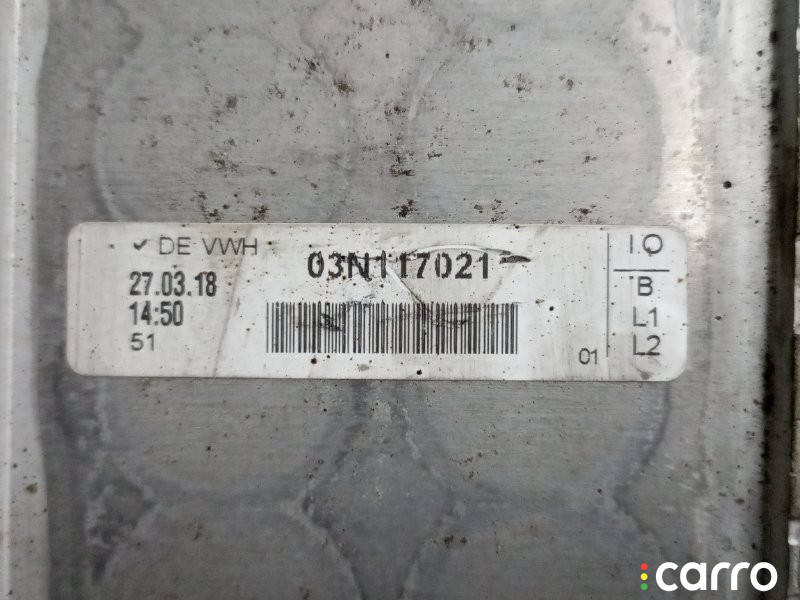 ✓ DE VWH
03N117021
27.03.18
14:50
51
01
I.O
B
L1
L2
carro